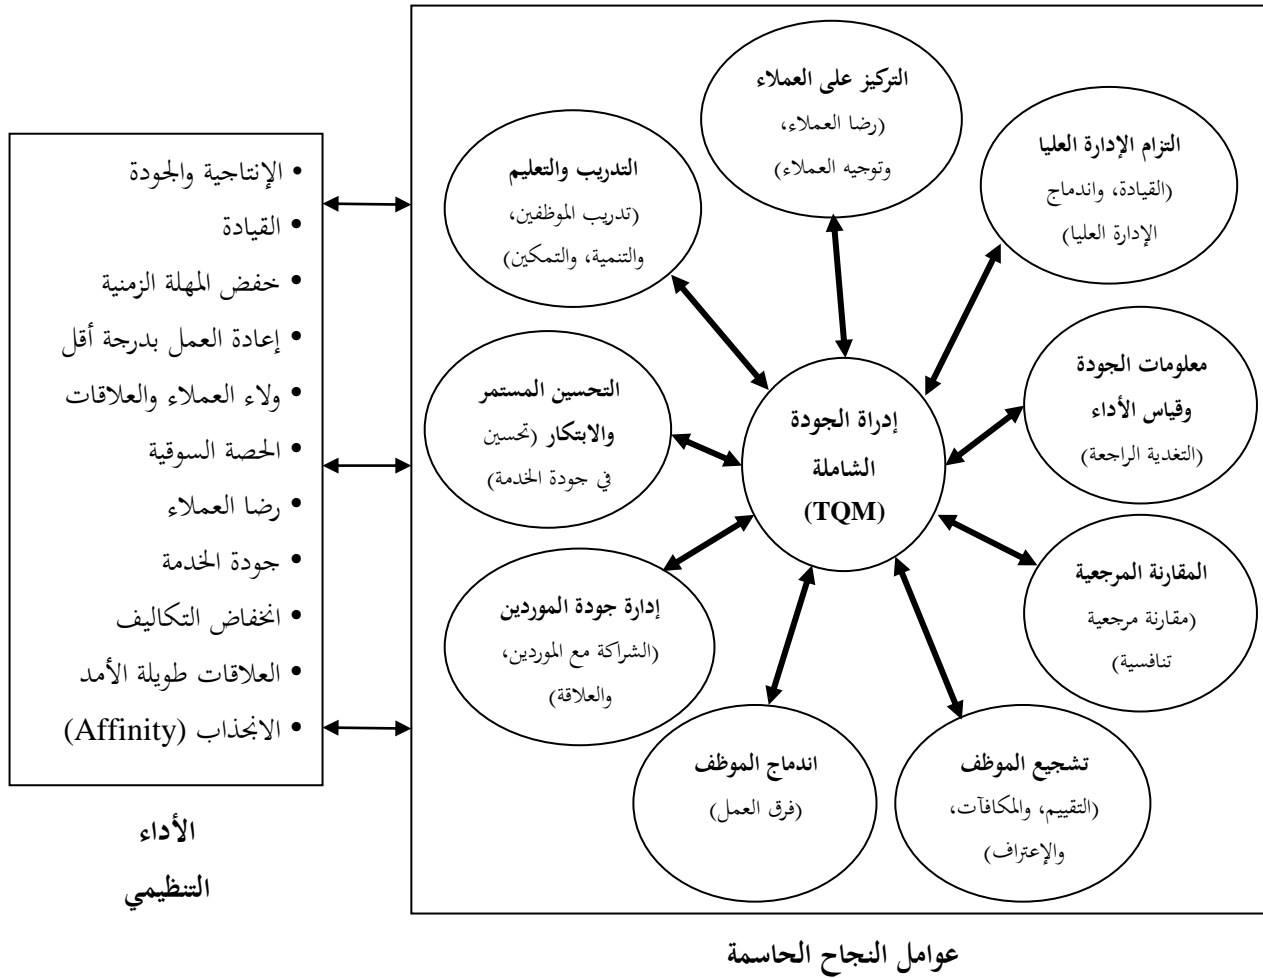 التركيز على العملاء
(رضا العملاء،
وتوجيه العملاء)
التزام الإدارة العليا
(القيادة، واندماج
الإدارة العليا)
معلومات الجودة
وقياس الأداء
(التغدية الراجعة)
المقارنة المرجعية
(مقارنة مرجعية
تنافسية)
تشجيع الموظف
(التقييم، والمكافآت،
والإعتراف)
اندماج الموظف
(فرق العمل)
إدارة جودة الموردين
(الشراكة مع الموردين،
والعلاقة)
التحسين المستمر
والابتكار (تحسين
في جودة الخدمة)
التدريب والتعليم
(تدريب الموظفين،
والتنمية، والتمكين)
إدراة الجودة
الشاملة
(TQM)
عوامل النجاح الحاسمة
• الإنتاجية والجودة
• القيادة
• خفض المهلة الزمنية
• إعادة العمل بدرجة أقل
• ولاء العملاء والعلاقات
• الحصة السوقية
• رضا العملاء
• جودة الخدمة
• انخفاض التكاليف
• العلاقات طويلة الأمد
• الانجذاب (Affinity)
الأداء
التنظيمي